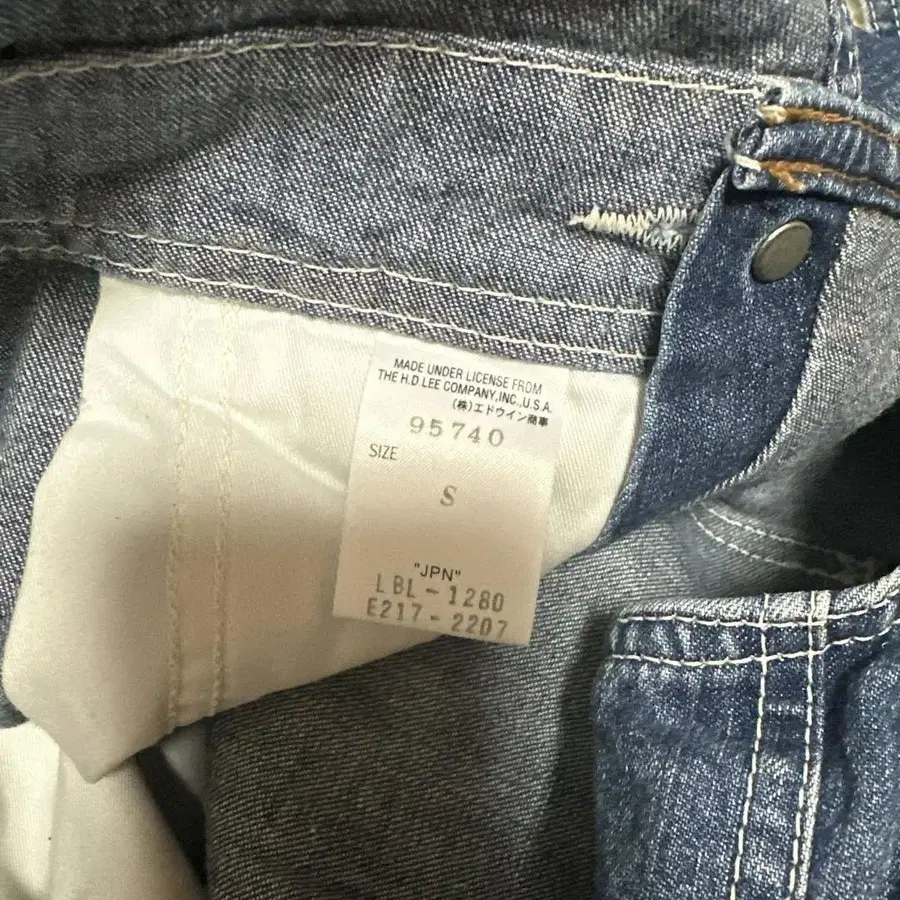 MADE UNDER LICENSE FROM
THE H.D LEE COMPANY,INC.,U.S.A.
(株)エドウイン商事
95740
SIZE
S
"JPN"
LBL-1280
E217-2207